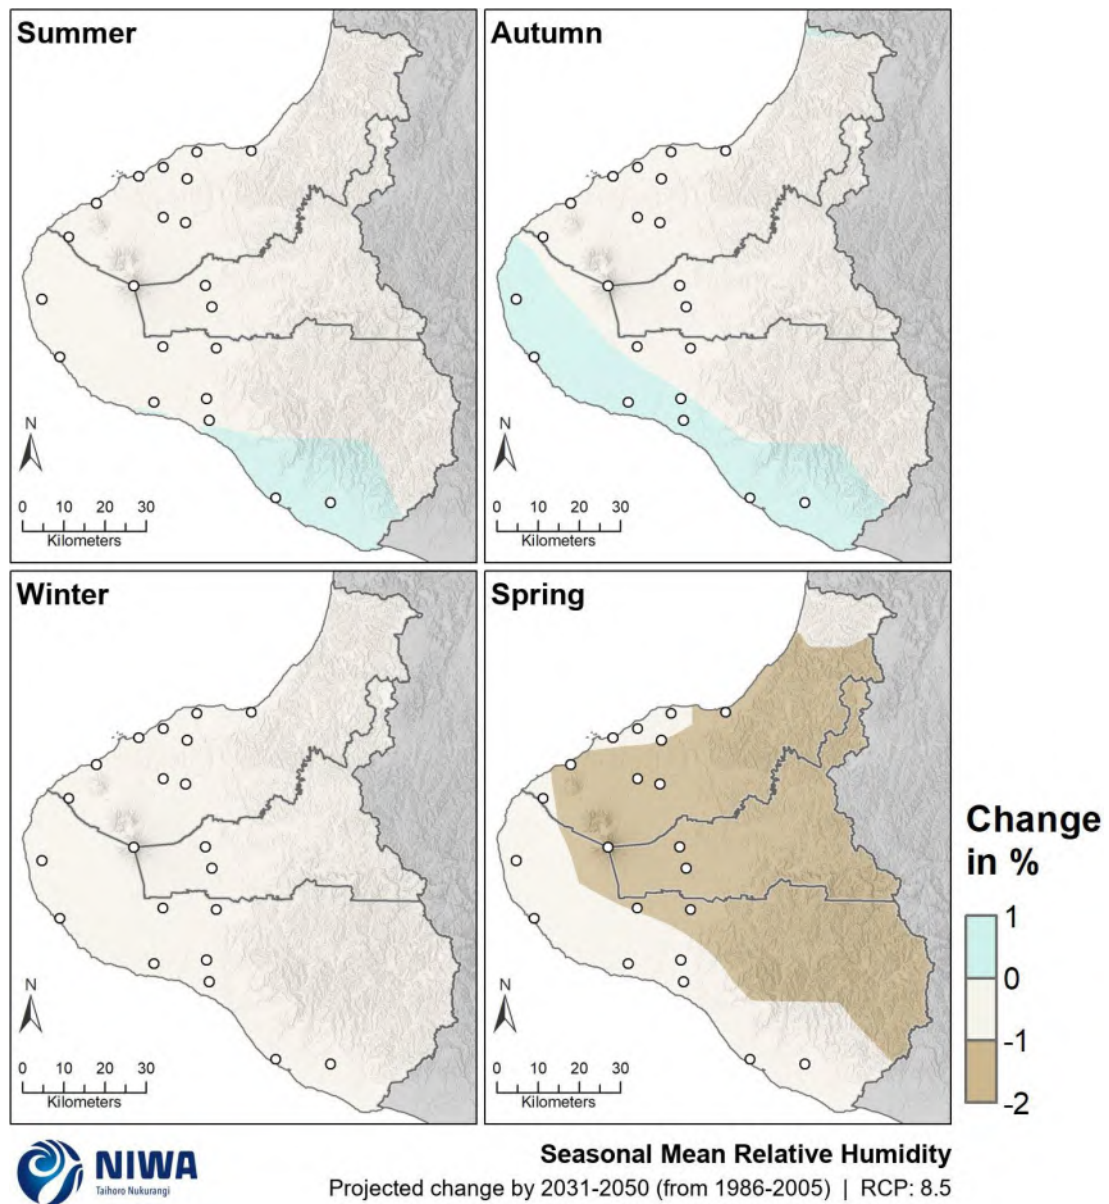 Summer
N
0 10 20 30
Kilometers
Autumn
N
0 10 20 30
Kilometers
Winter
N
0 10 20 30
Kilometers
Spring
N
0 10 20 30
Kilometers
Change
in %
1
0
-1
-2
NIWA
Taihoro Nukurangi
Seasonal Mean Relative Humidity
Projected change by 2031-2050 (from 1986-2005) | RCP: 8.5